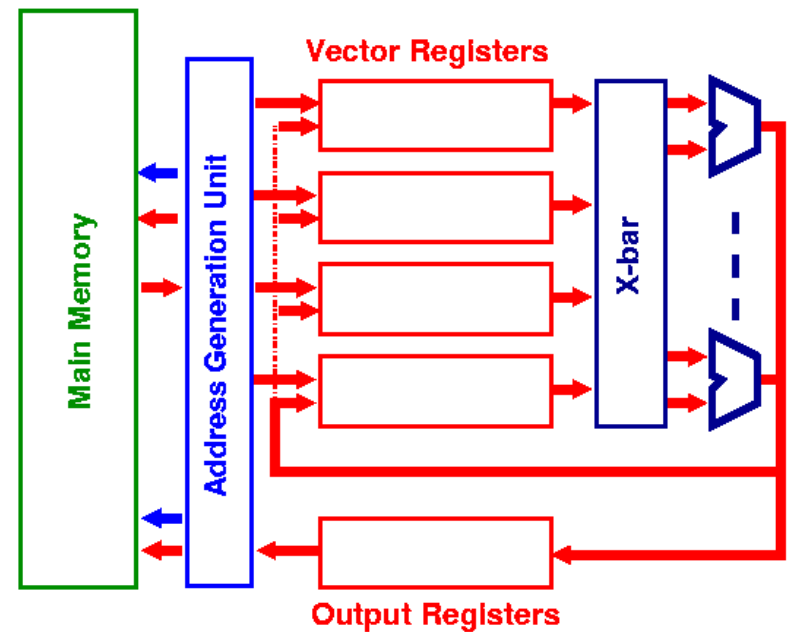 Vector Registers
Main Memory
Address Generation Unit
X-bar
Output Registers